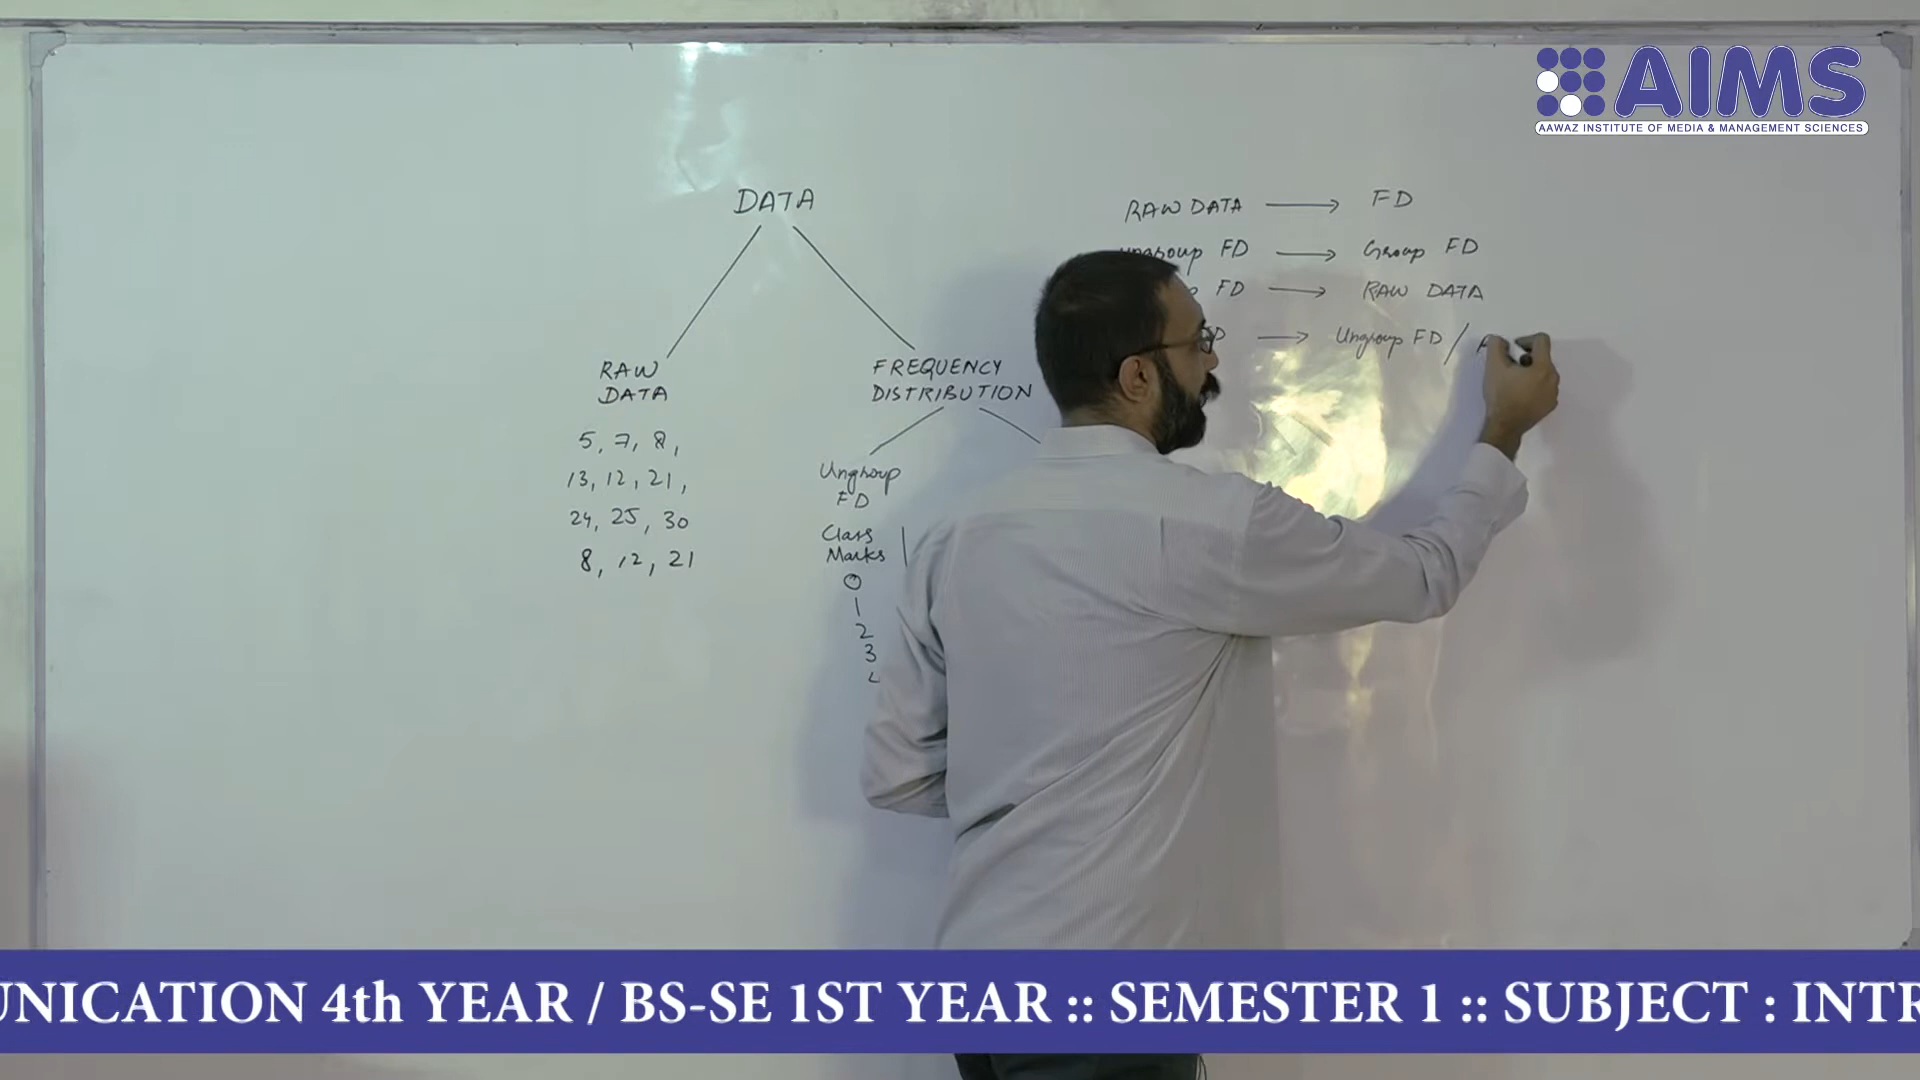 AIMS
AAWAZ INSTITUTE OF MEDIA & MANAGEMENT SCIENCES
DATA
RAW
DATA
5, 7, 8,
13, 12, 21,
24, 25, 30
8, 12, 21
FREQUENCY
DISTRIBUTION
Ungroup
FD
Class
Marks
0
1
2
3
RAW DATA → FD
ungroup FD → Group FD
FD → RAW DATA
FD → Ungroup FD /
UNICATION 4th YEAR / BS-SE 1ST YEAR :: SEMESTER 1 :: SUBJECT : INTR